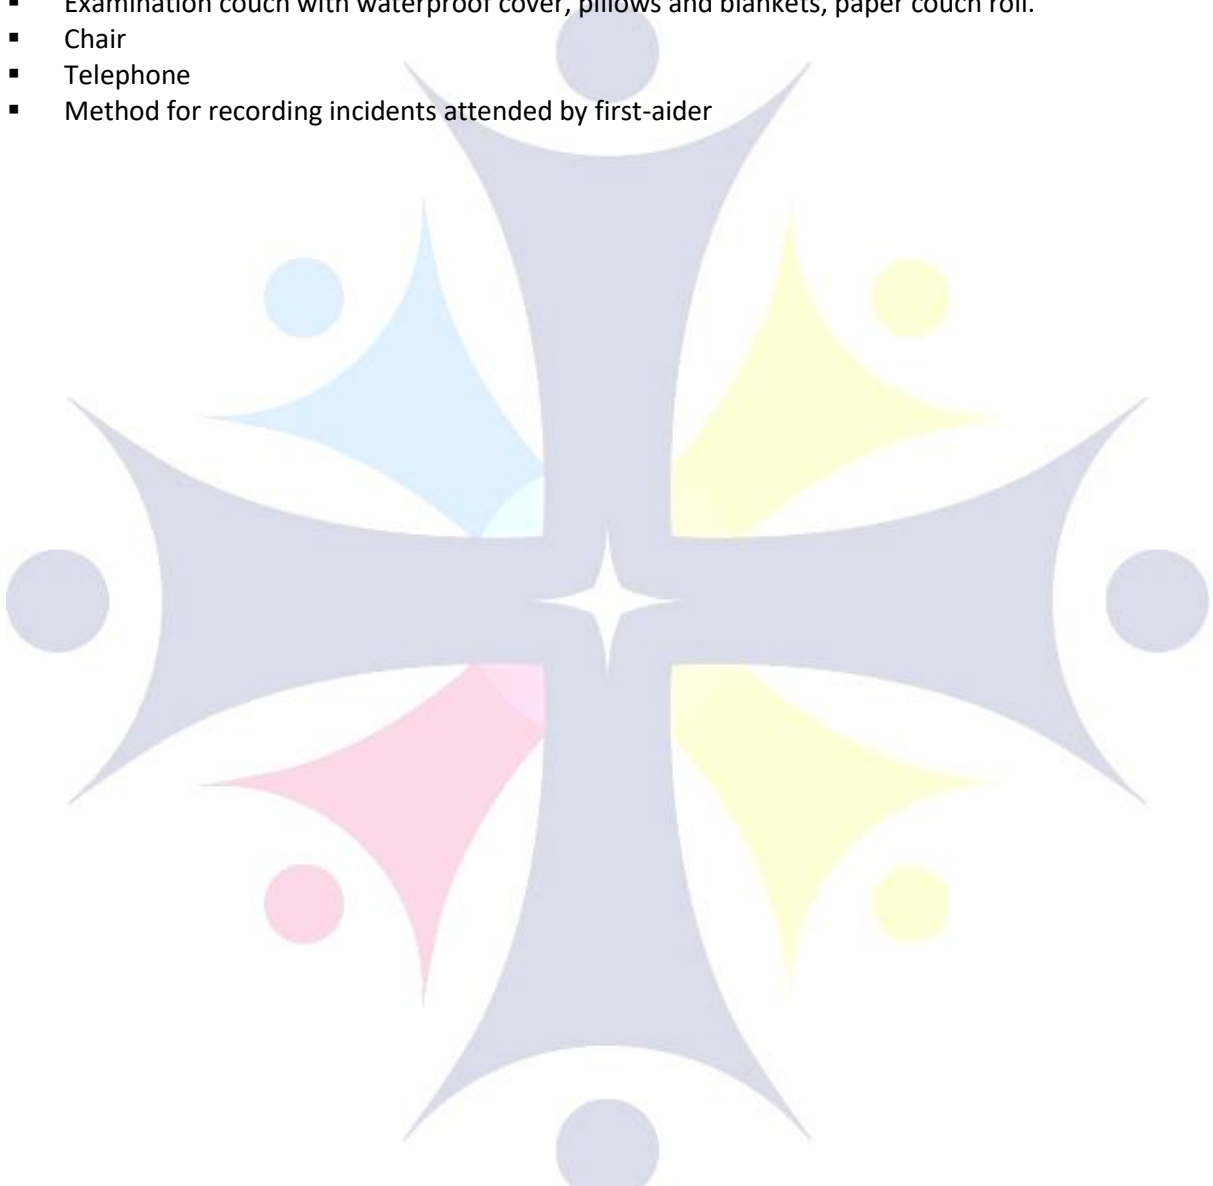 ▪ Examination couch with waterproof cover, pillows and blankets, paper couch roll.
▪ Chair
▪ Telephone
▪ Method for recording incidents attended by first-aider